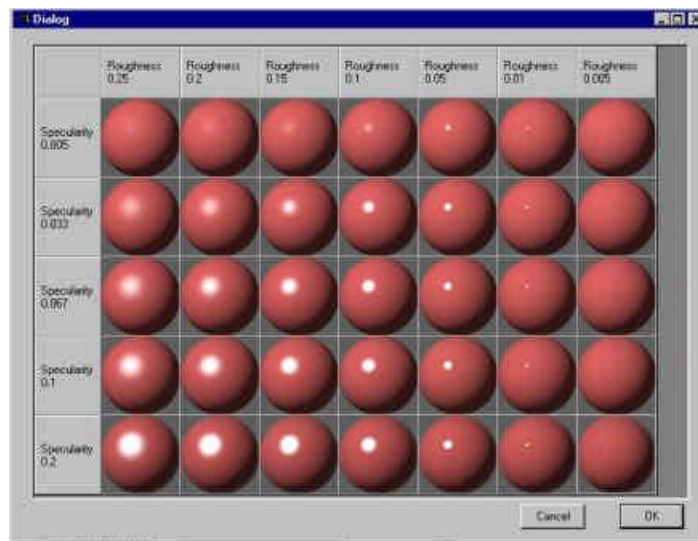 Dialog
Roughness
0.25
Roughness
0.2
Roughness
0.15
Roughness
0.1
Roughness
0.05
Roughness
0.01
Roughness
0.005
Specularity
0.005
Specularity
0.033
Specularity
0.067
Specularity
0.1
Specularity
0.2
Cancel
OK